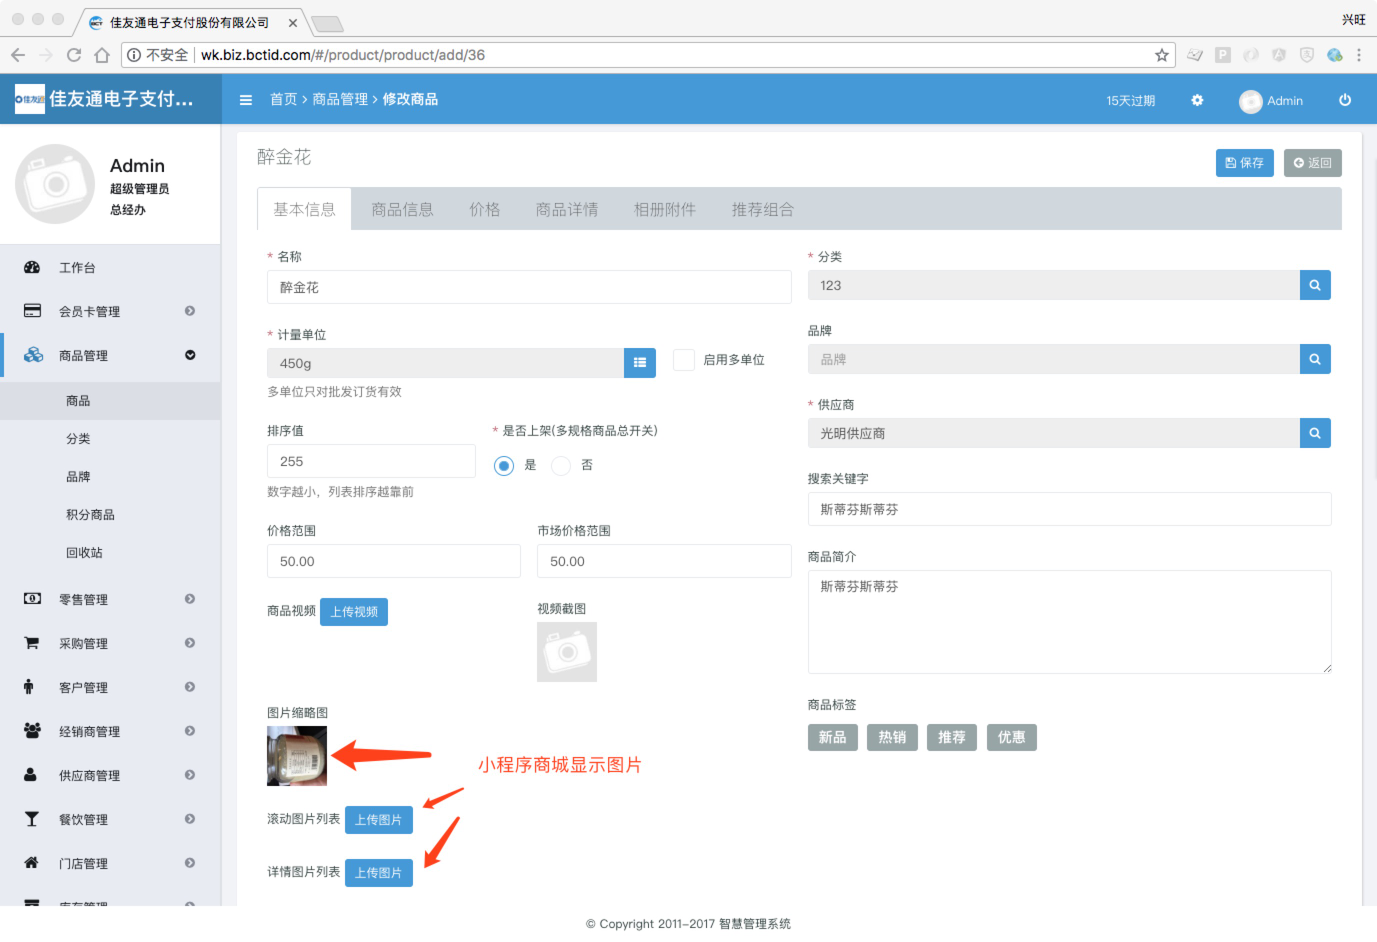 佳友通电子支付股份有限公司
兴旺
不安全
wk.biz.bctid.com/#/product/product/add/36
佳友通电子支付...
首页 > 商品管理 > 修改商品
15天过期
Admin
Admin
超级管理员
总经办
工作台
会员卡管理
商品管理
商品
分类
品牌
积分商品
回收站
零售管理
采购管理
客户管理
经销商管理
供应商管理
餐饮管理
门店管理
库存管理
醉金花
保存
返回
基本信息 商品信息 价格 商品详情 相册附件 推荐组合
* 名称
醉金花
* 计量单位
450g
启用多单位
多单位只对批发订货有效
排序值
255
数字越小，列表排序越靠前
* 是否上架(多规格商品总开关)
是 否
价格范围
50.00
市场价格范围
50.00
商品视频 上传视频
视频截图
图片缩略图
小程序商城显示图片
滚动图片列表 上传图片
详情图片列表 上传图片
* 分类
123
品牌
品牌
* 供应商
光明供应商
搜索关键字
斯蒂芬斯蒂芬
商品简介
斯蒂芬斯蒂芬
商品标签
新品 热销 推荐 优惠
© Copyright 2011-2017 智慧管理系统